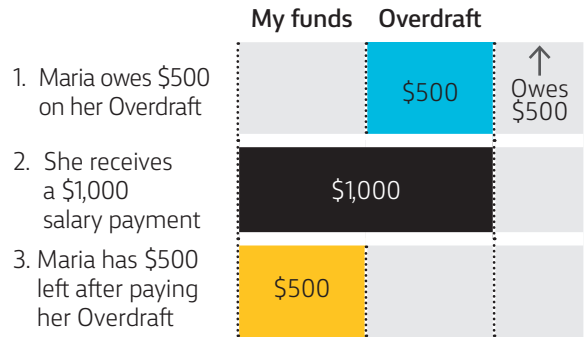 My funds Overdraft
1. Maria owes $500
on her Overdraft
$500
↑
Owes
$500
2. She receives
a $1,000
salary payment
$1,000
3. Maria has $500
left after paying
her Overdraft
$500